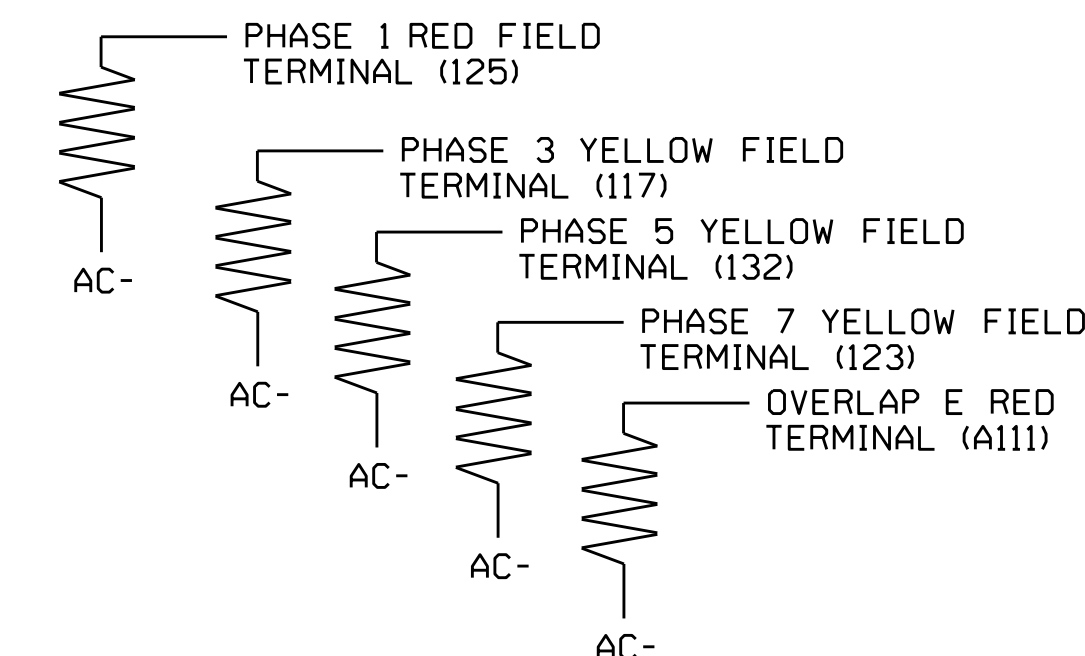 PHASE 1 RED FIELD
TERMINAL (125)
AC-
PHASE 3 YELLOW FIELD
TERMINAL (117)
AC-
PHASE 5 YELLOW FIELD
TERMINAL (132)
AC-
PHASE 7 YELLOW FIELD
TERMINAL (123)
AC-
OVERLAP E RED
TERMINAL (A111)
AC-